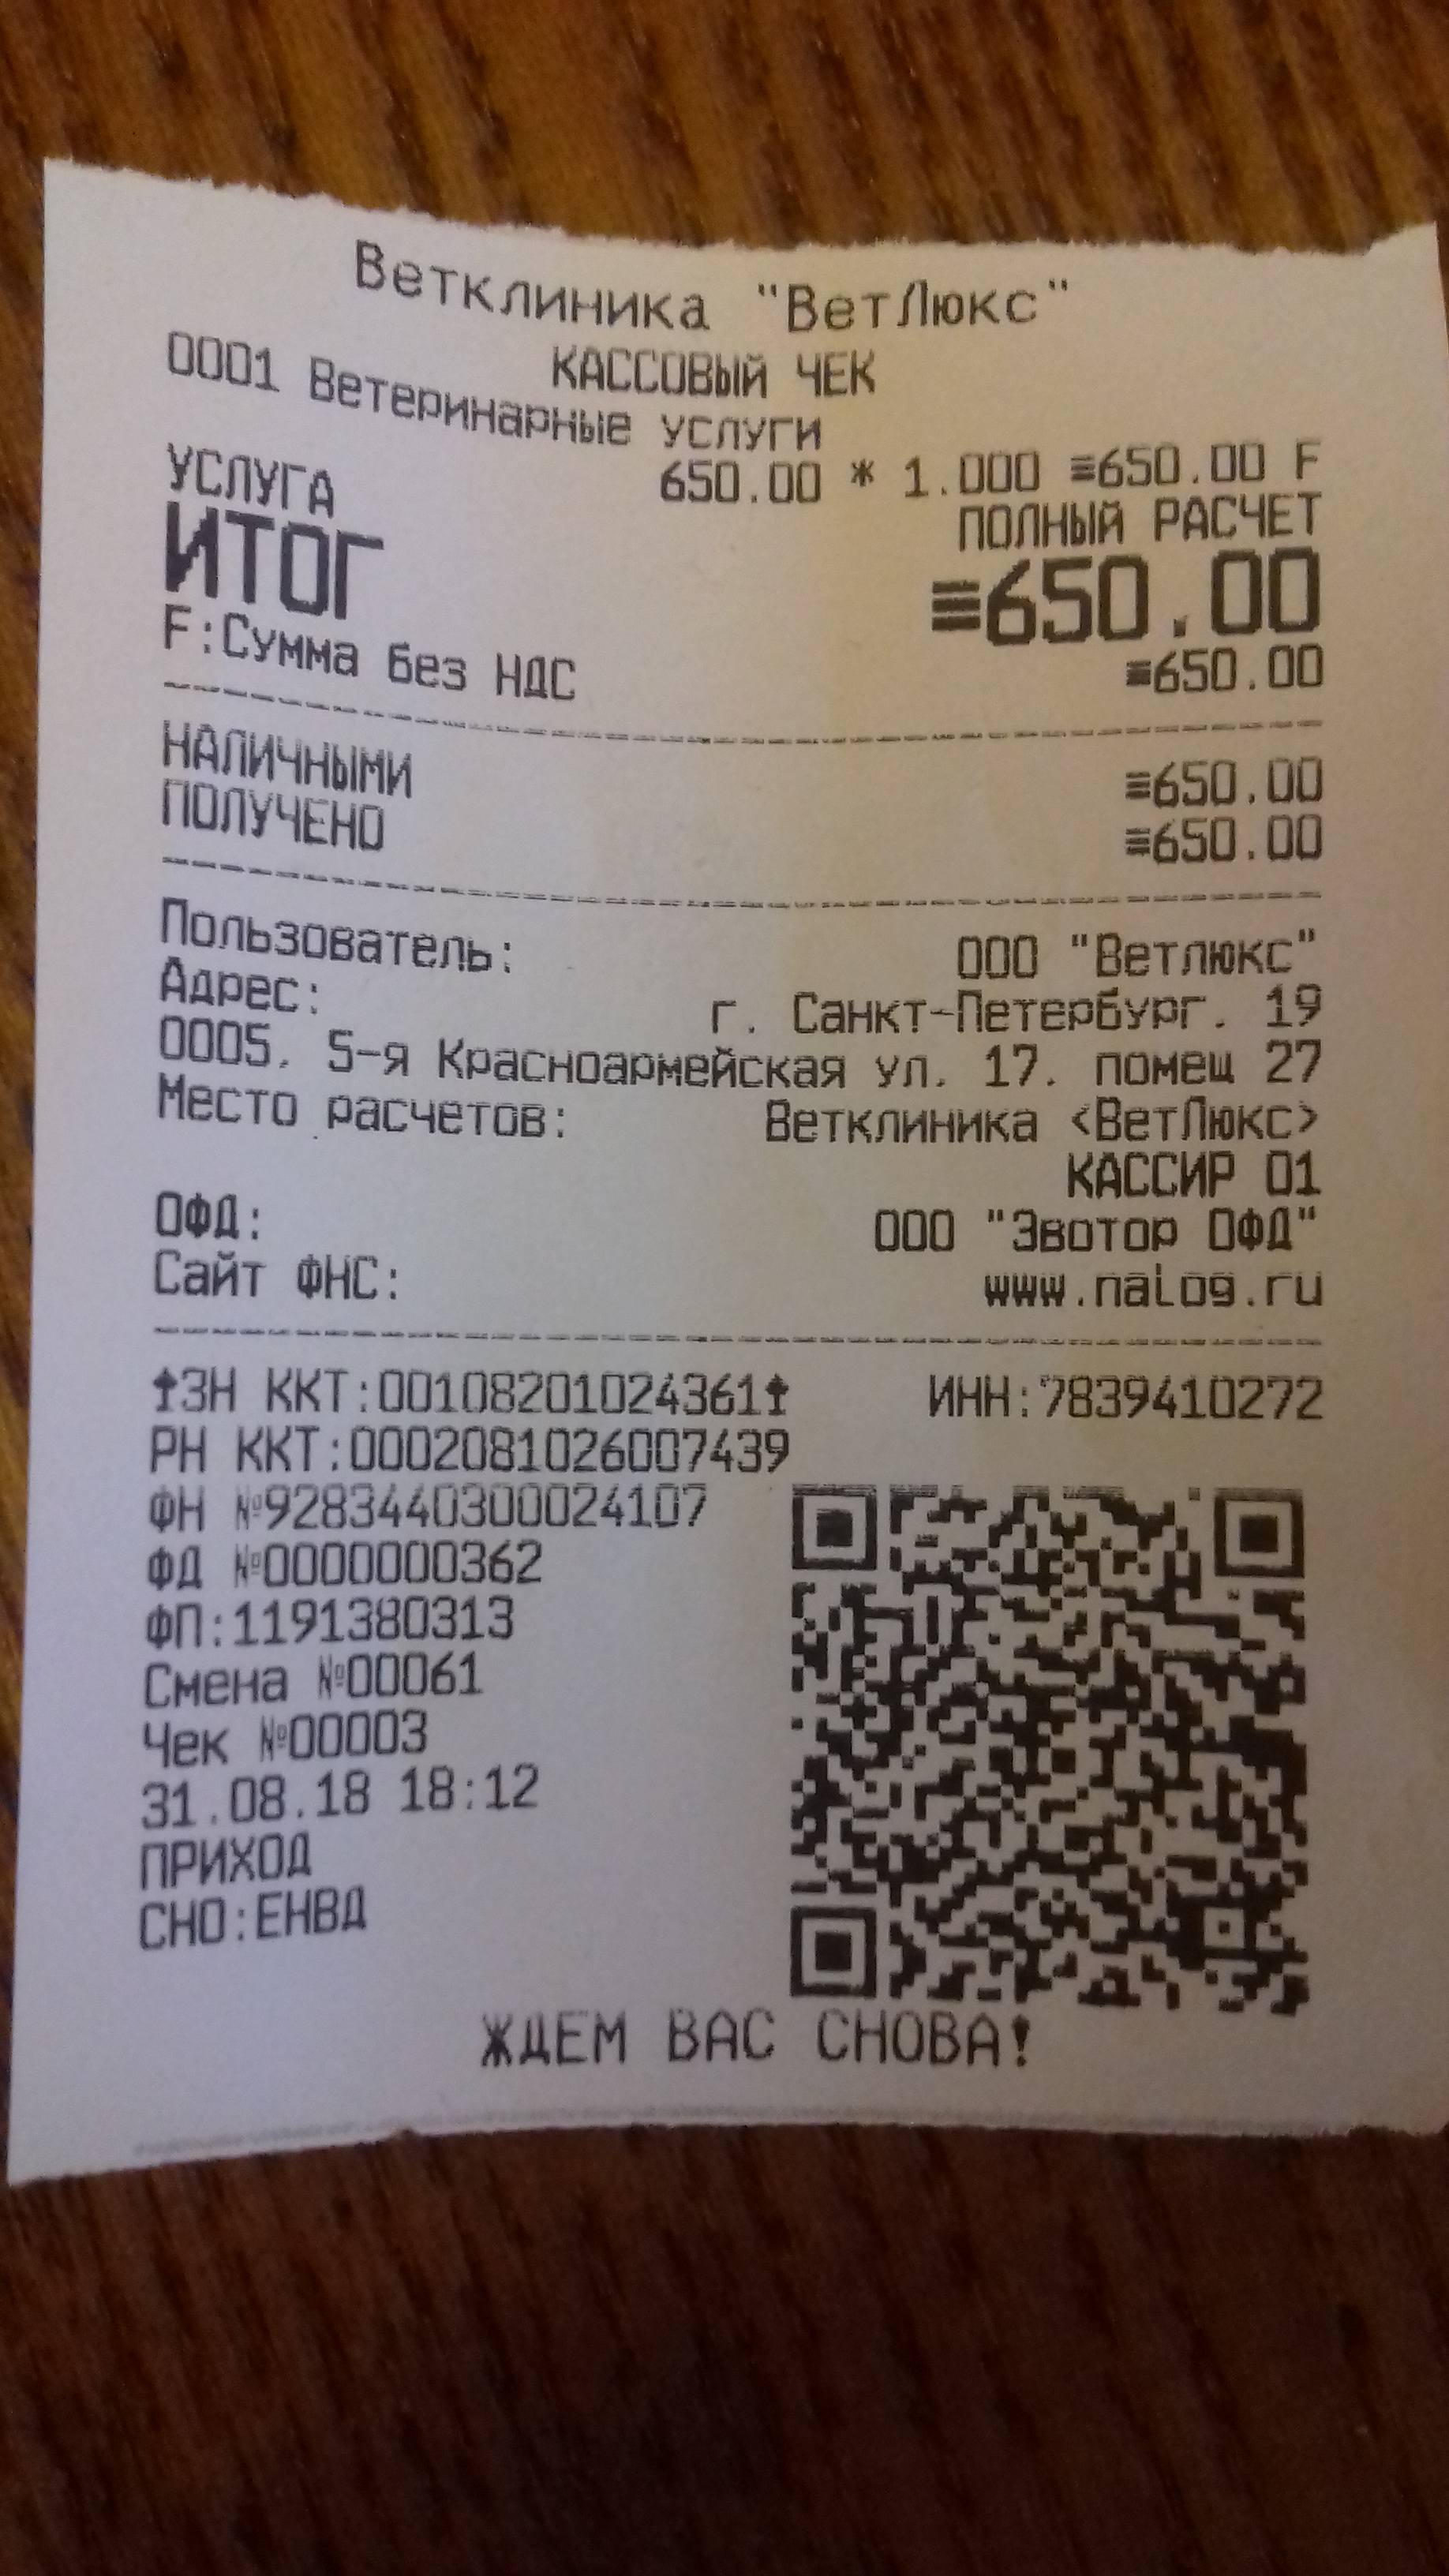 Ветклиника "ВетЛюкс"
КАССОВЫЙ ЧЕК
0001 Ветеринарные услуги
650.00 * 1.000 ≡650.00 F
УСЛУГА ПОЛНЫЙ РАСЧЕТ
ИТОГ ≡650.00
F:Сумма без НДС ≡650.00
НАЛИЧНЫМИ ≡650.00
ПОЛУЧЕНО ≡650.00
Пользователь: ООО "Ветлюкс"
Адрес: г. Санкт-Петербург, 19
0005, 5-я Красноармейская ул. 17, помещ 27
Место расчетов: Ветклиника <ВетЛюкс>
КАССИР 01
ОФД: ООО "Эвотор ОФД"
Сайт ФНС: www.nalog.ru
ЗН ККТ:00108201024361 ИНН:7839410272
РН ККТ:0002081026007439
ФН №9283440300024107
ФД №0000000362
ФП:1191380313
Смена №00061
Чек №00003
31.08.18 18:12
ПРИХОД
СНО:ЕНВД
ЖДЕМ ВАС СНОВА!